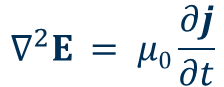 ∇²𝐄 = μ₀ ∂𝒋/∂t